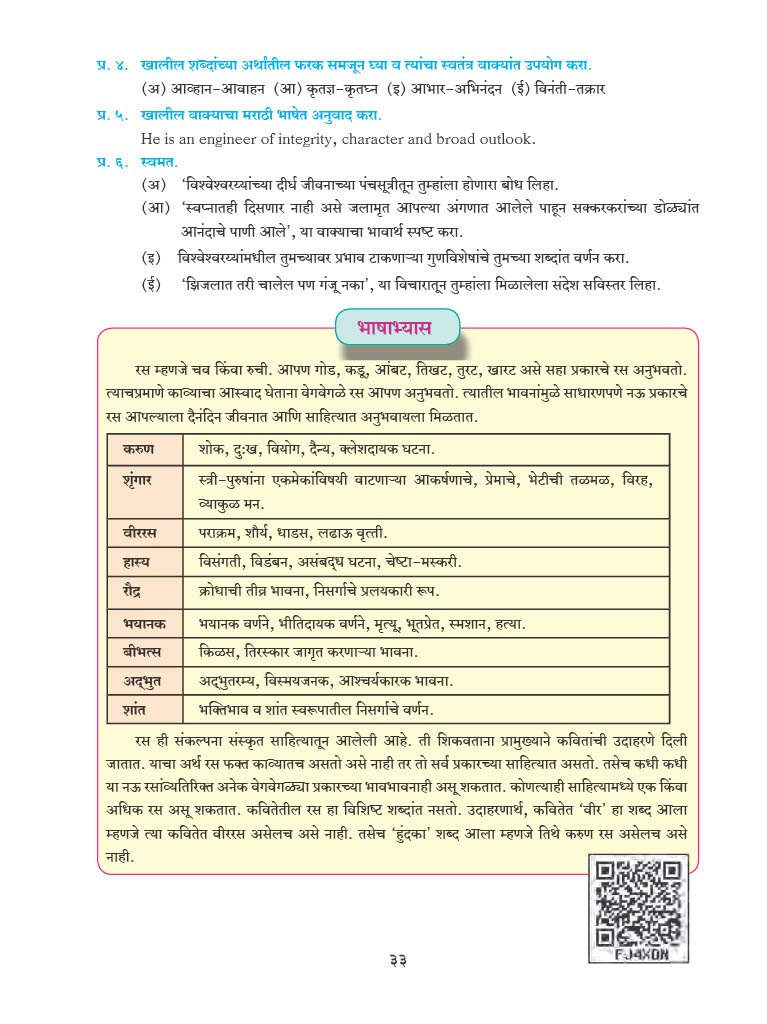 प्र. ४. खालील शब्दांच्या अर्थांतील फरक समजून घ्या व त्यांचा स्वतंत्र वाक्यांत उपयोग करा.
(अ) आव्हान-आवाहन (आ) कृतज्ञ-कृतघ्न (इ) आभार-अभिनंदन (ई) विनंती-तक्रार
प्र. ५. खालील वाक्याचा मराठी भाषेत अनुवाद करा.
He is an engineer of integrity, character and broad outlook.
प्र. ६. स्वमत.
(अ) 'विश्वेश्वरय्यांच्या दीर्घ जीवनाच्या पंचसूत्रीतून तुम्हांला होणारा बोध लिहा.
(आ) 'स्वप्नातही दिसणार नाही असे जलामृत आपल्या अंगणात आलेले पाहून सक्करकरांच्या डोळ्यांत
आनंदाचे पाणी आले', या वाक्याचा भावार्थ स्पष्ट करा.
(इ) विश्वेश्वरय्यांमधील तुमच्यावर प्रभाव टाकणाऱ्या गुणविशेषांचे तुमच्या शब्दांत वर्णन करा.
(ई) 'झिजलात तरी चालेल पण गंजू नका', या विचारातून तुम्हांला मिळालेला संदेश सविस्तर लिहा.
भाषाभ्यास
रस म्हणजे चव किंवा रुची. आपण गोड, कडू, आंबट, तिखट, तुरट, खारट असे सहा प्रकारचे रस अनुभवतो.
त्याचप्रमाणे काव्याचा आस्वाद घेताना वेगवेगळे रस आपण अनुभवतो. त्यातील भावनांमुळे साधारणपणे नऊ प्रकारचे
रस आपल्याला दैनंदिन जीवनात आणि साहित्यात अनुभवायला मिळतात.
करुण शोक, दुःख, वियोग, दैन्य, क्लेशदायक घटना.
शृंगार स्त्री-पुरुषांना एकमेकांविषयी वाटणाऱ्या आकर्षणाचे, प्रेमाचे, भेटीची तळमळ, विरह,
व्याकुळ मन.
वीररस पराक्रम, शौर्य, धाडस, लढाऊ वृत्ती.
हास्य विसंगती, विडंबन, असंबद्ध घटना, चेष्टा-मस्करी.
रौद्र क्रोधाची तीव्र भावना, निसर्गाचे प्रलयकारी रूप.
भयानक भयानक वर्णने, भीतिदायक वर्णने, मृत्यू, भूतप्रेत, स्मशान, हत्या.
बीभत्स किळस, तिरस्कार जागृत करणाऱ्या भावना.
अद्भुत अद्भुतरम्य, विस्मयजनक, आश्चर्यकारक भावना.
शांत भक्तिभाव व शांत स्वरूपातील निसर्गाचे वर्णन.
रस ही संकल्पना संस्कृत साहित्यातून आलेली आहे. ती शिकवताना प्रामुख्याने कवितांची उदाहरणे दिली
जातात. याचा अर्थ रस फक्त काव्यातच असतो असे नाही तर तो सर्व प्रकारच्या साहित्यात असतो. तसेच कधी कधी
या नऊ रसांव्यतिरिक्त अनेक वेगवेगळ्या प्रकारच्या भावभावनाही असू शकतात. कोणत्याही साहित्यामध्ये एक किंवा
अधिक रस असू शकतात. कवितेतील रस हा विशिष्ट शब्दांत नसतो. उदाहरणार्थ, कवितेत 'वीर' हा शब्द आला
म्हणजे त्या कवितेत वीररस असेलच असे नाही. तसेच 'हुंदका' शब्द आला म्हणजे तिथे करुण रस असेलच असे
नाही.
FJ4XDN
३३